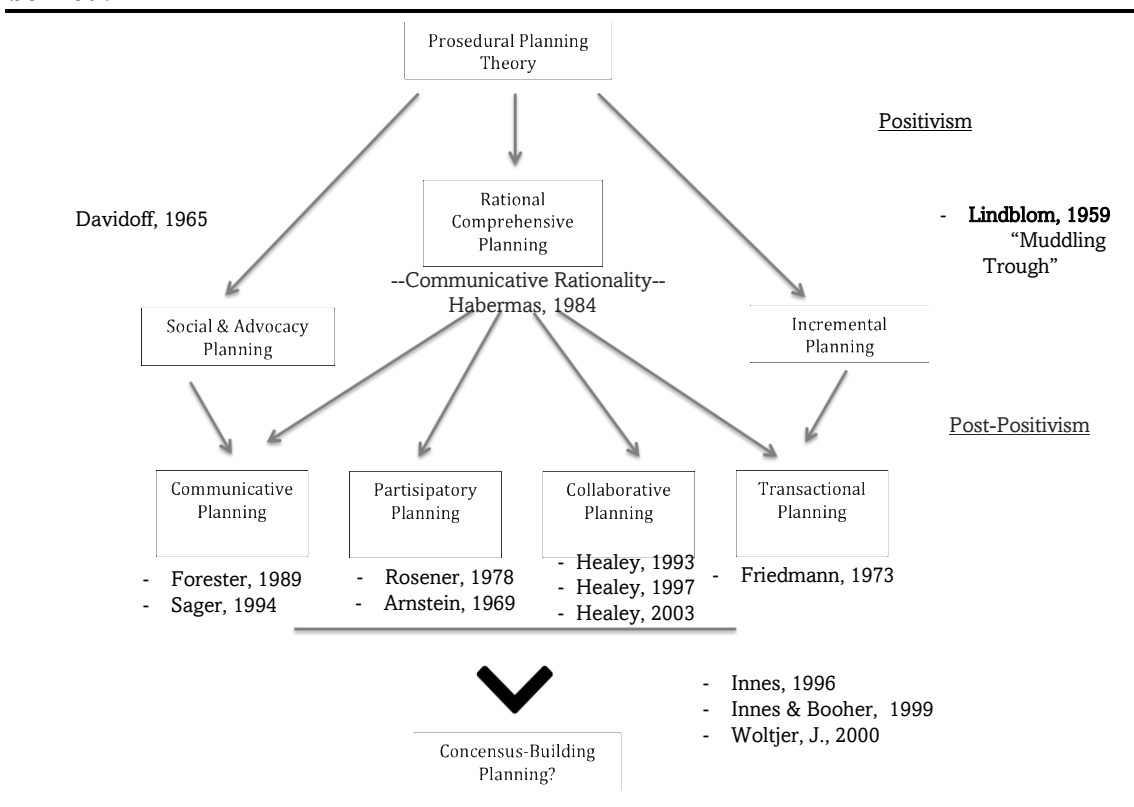 Prosedural Planning
Theory
Positivism
Davidoff, 1965
Rational
Comprehensive
Planning
- Lindblom, 1959
"Muddling
Trough"
--Communicative Rationality--
Habermas, 1984
Social & Advocacy
Planning
Incremental
Planning
Post-Positivism
Communicative
Planning
Partisipatory
Planning
Collaborative
Planning
Transactional
Planning
- Forester, 1989
- Sager, 1994
- Rosener, 1978
- Arnstein, 1969
- Healey, 1993
- Healey, 1997
- Healey, 2003
- Friedmann, 1973
- Innes, 1996
- Innes & Booher, 1999
- Woltjer, J., 2000
Concensus-Building
Planning?